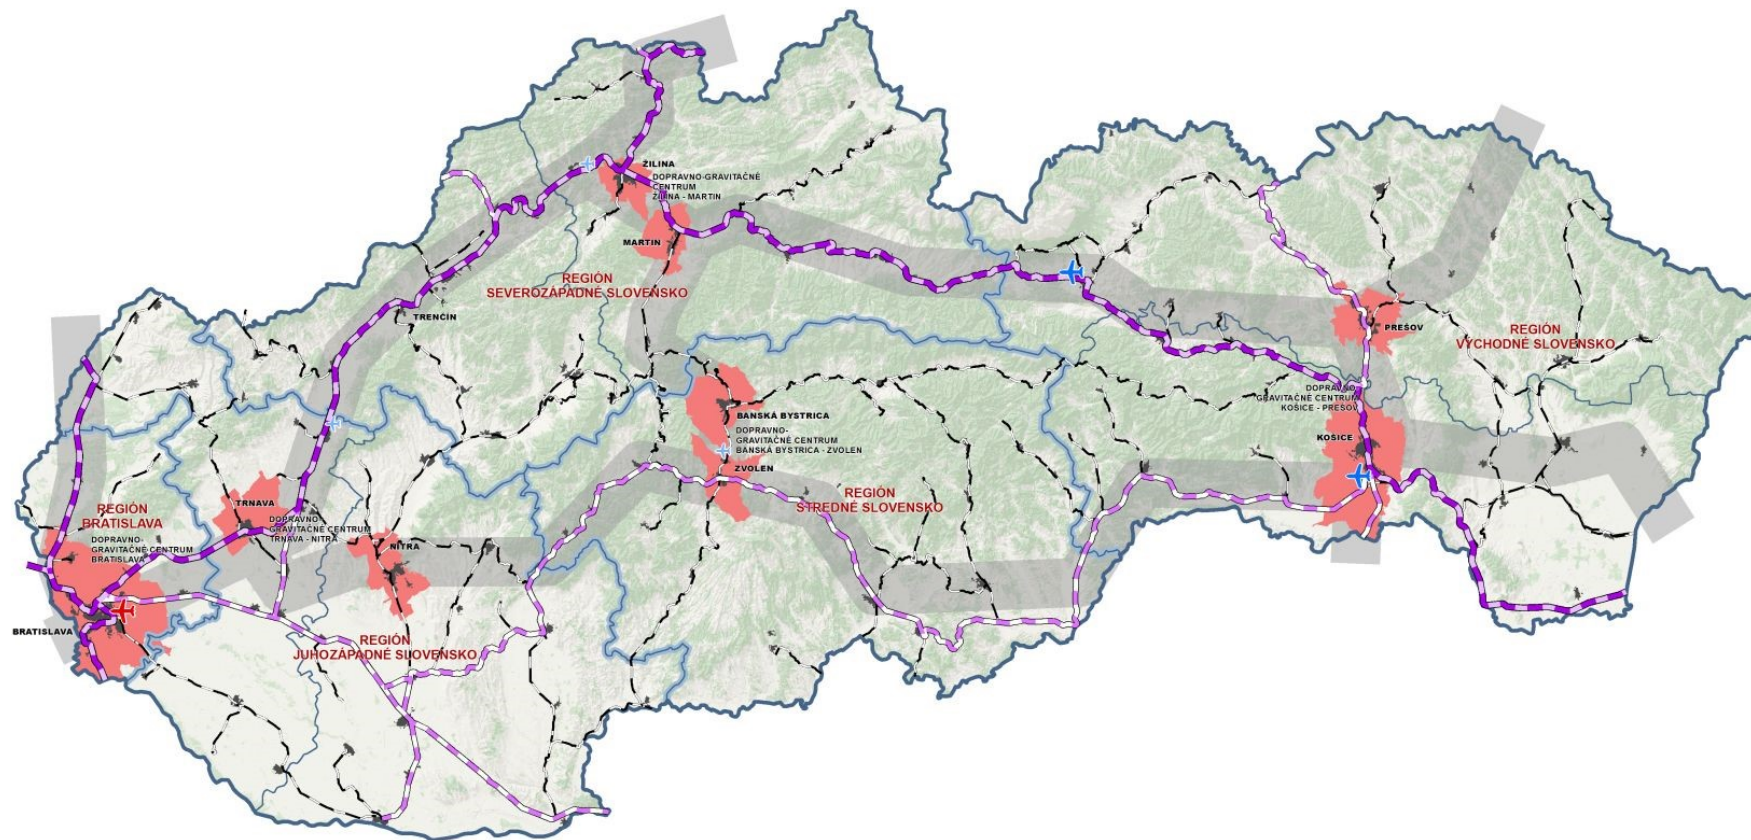 ŽILINA
DOPRAVNO-GRAVITAČNÉ
CENTRUM
ŽILINA - MARTIN
MARTIN
REGIÓN
SEVEROZÁPADNÉ SLOVENSKO
TRENČÍN
PREŠOV
REGIÓN
VÝCHODNÉ SLOVENSKO
DOPRAVNO-
GRAVITAČNÉ CENTRUM
KOŠICE - PREŠOV
KOŠICE
BANSKÁ BYSTRICA
DOPRAVNO-
GRAVITAČNÉ CENTRUM
BANSKÁ BYSTRICA - ZVOLEN
ZVOLEN
REGIÓN
STREDNÉ SLOVENSKO
TRNAVA
DOPRAVNO-
GRAVITAČNÉ CENTRUM
TRNAVA - NITRA
NITRA
REGIÓN
BRATISLAVA
DOPRAVNO-
GRAVITAČNÉ CENTRUM
BRATISLAVA
BRATISLAVA
REGIÓN
JUHOZÁPADNÉ SLOVENSKO